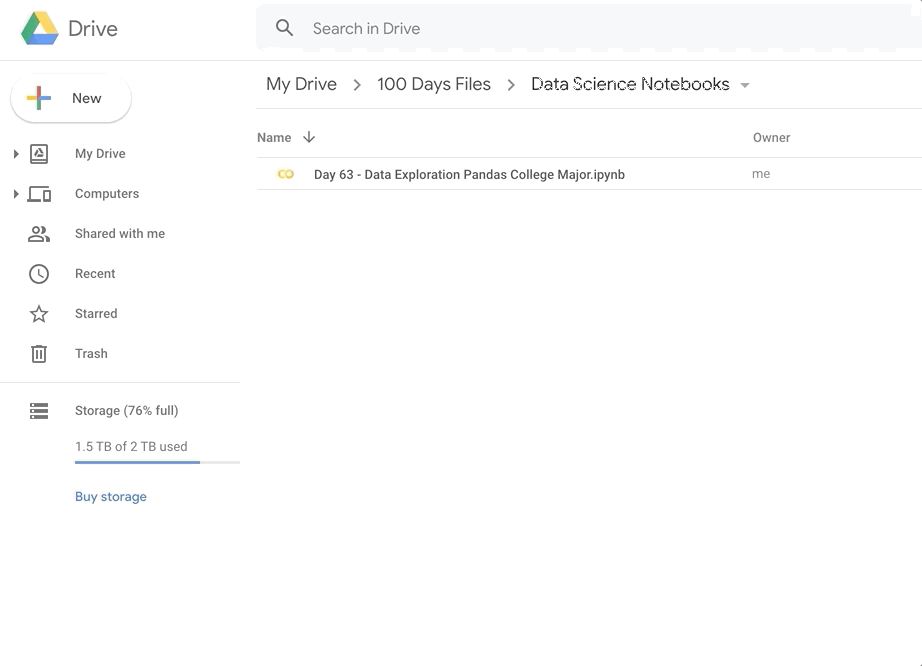 Drive
Search in Drive
New
My Drive
Computers
Shared with me
Recent
Starred
Trash
Storage (76% full)
1.5 TB of 2 TB used
Buy storage
My Drive > 100 Days Files > Data Science Notebooks
Name Owner
Day 63 - Data Exploration Pandas College Major.ipynb me